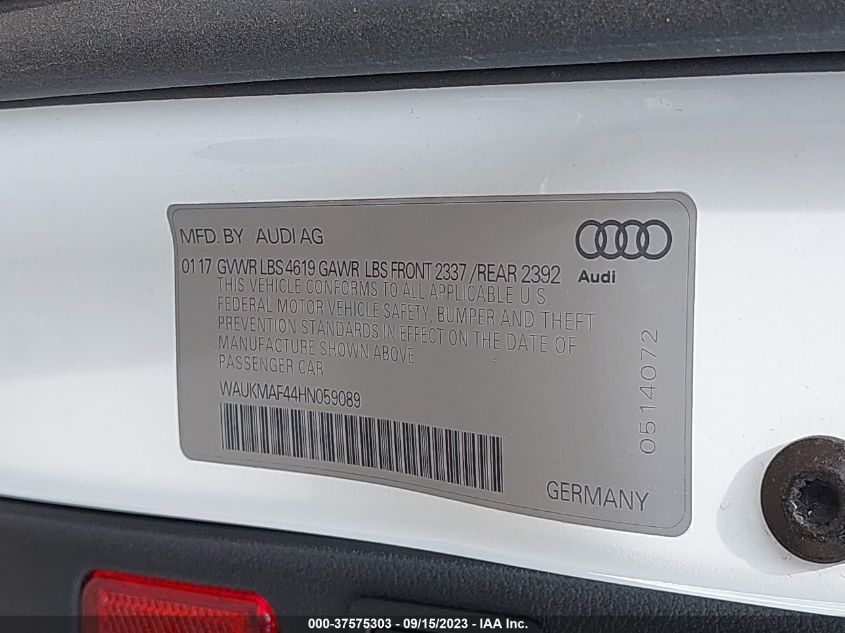 MFD. BY AUDI AG
01 17 GVWR LBS 4619 GAWR LBS FRONT 2337 /REAR 2392
THIS VEHICLE CONFORMS TO ALL APPLICABLE U S
FEDERAL MOTOR VEHICLE SAFETY, BUMPER AND THEFT
PREVENTION STANDARDS IN EFFECT ON THE DATE OF
MANUFACTURE SHOWN ABOVE
PASSENGER CAR
WAUKMAF44HN059089
Audi
0514072
GERMANY
000-37575303 - 09/15/2023 - IAA Inc.